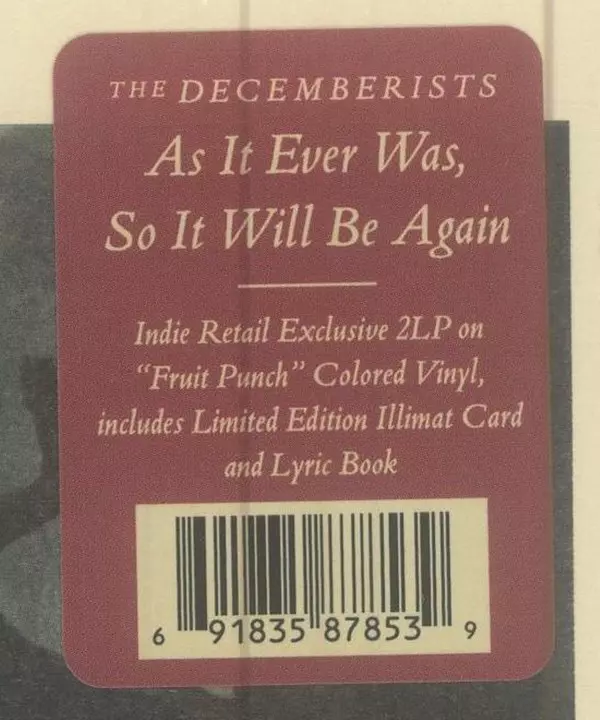 THE DECEMBERISTS
As It Ever Was,
So It Will Be Again
Indie Retail Exclusive 2LP on
“Fruit Punch” Colored Vinyl,
includes Limited Edition Illimat Card
and Lyric Book
6 91835 87853 9